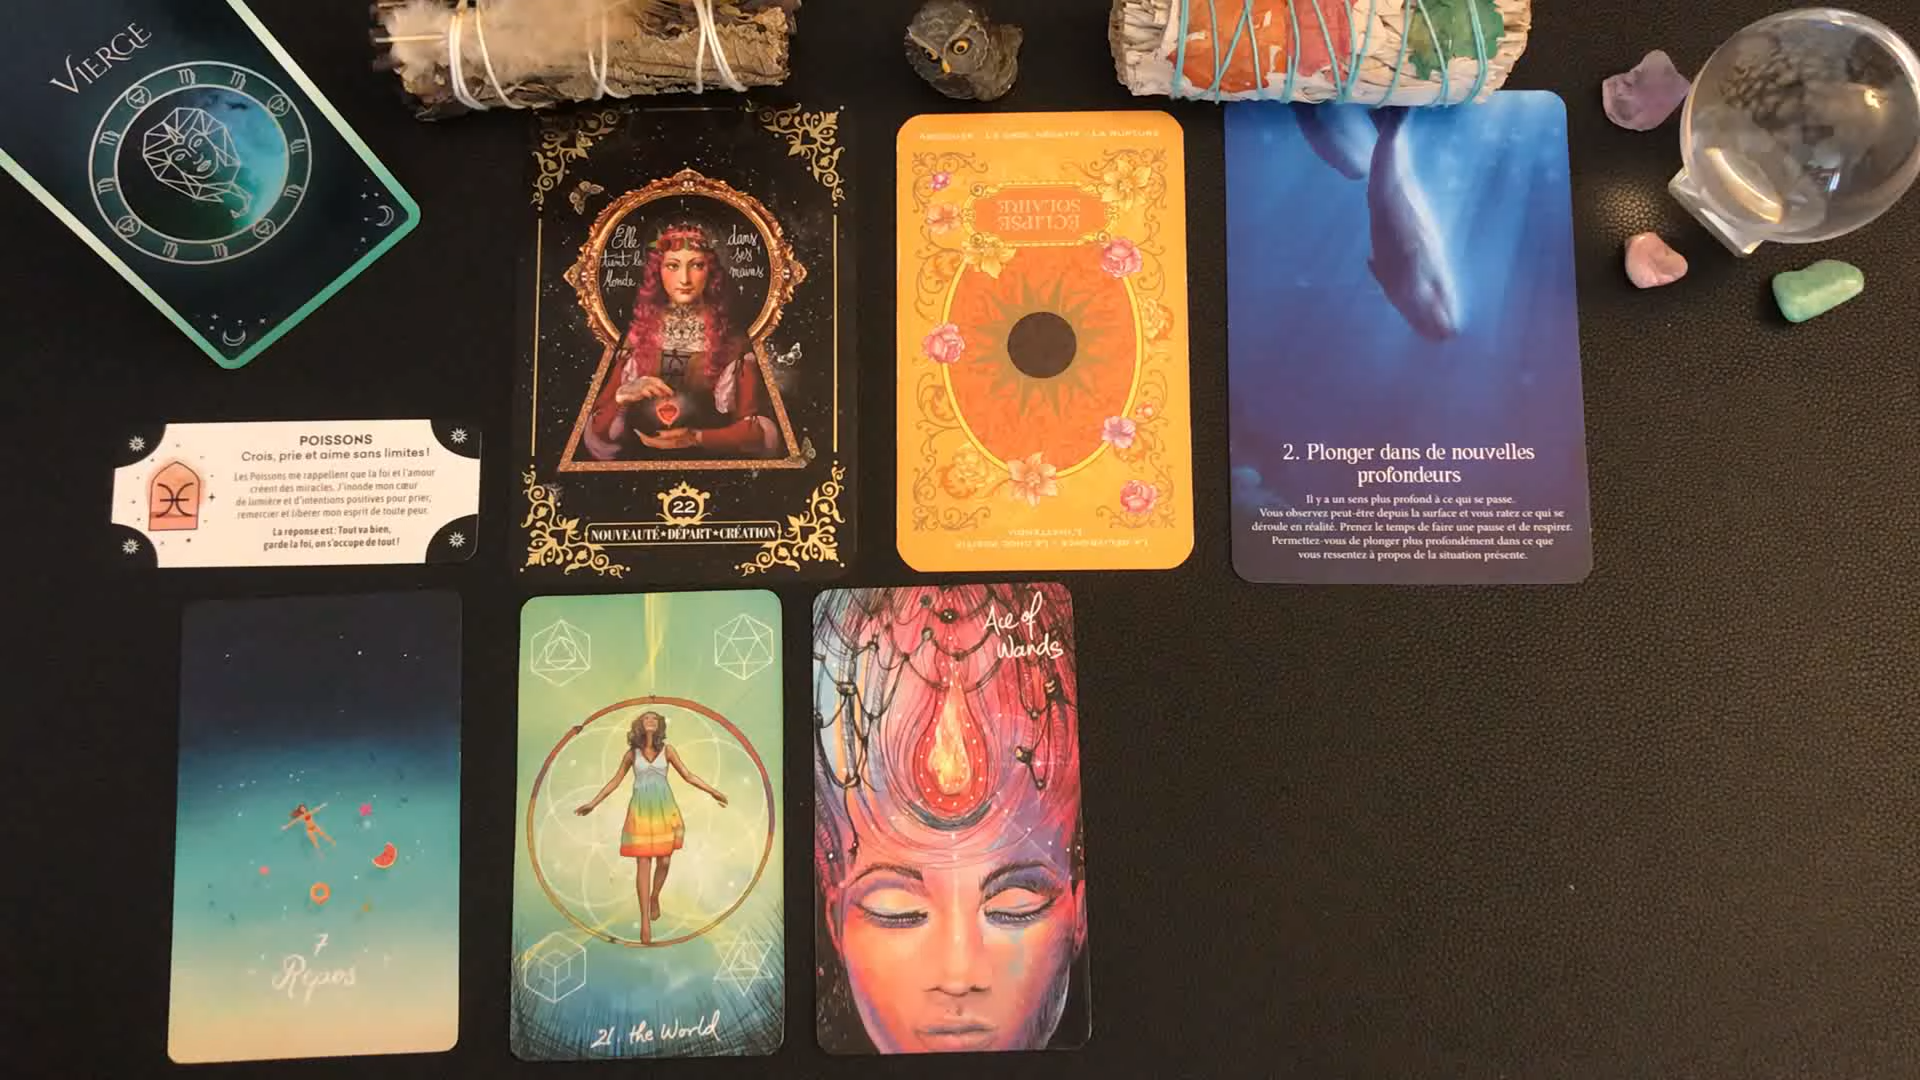 VIERGE
Elle
tient le
Monde
dans
ses
mains
22
NOUVEAUTÉ★DÉPART★CRÉATION
ÉCLIPSE
SOLAIRE
2. Plonger dans de nouvelles
profondeurs
Il y a un sens plus profond à ce qui se passe.
Vous observez peut-être depuis la surface et vous ratez ce qui se
déroule en réalité. Prenez le temps de faire une pause et de respirer.
Permettez-vous de plonger plus profondément dans ce que
vous ressentez à propos de la situation présente.
POISSONS
Crois, prie et aime sans limites !
Les Poissons me rappellent que la foi et l'amour
créent des miracles. J'inonde mon cœur
de lumière et d'intentions positives pour prier,
remercier et libérer mon esprit de toute peur.
La réponse est : Tout va bien,
garde la foi, on s'occupe de tout !
7
Repos
21. the World
Ace of
Wands